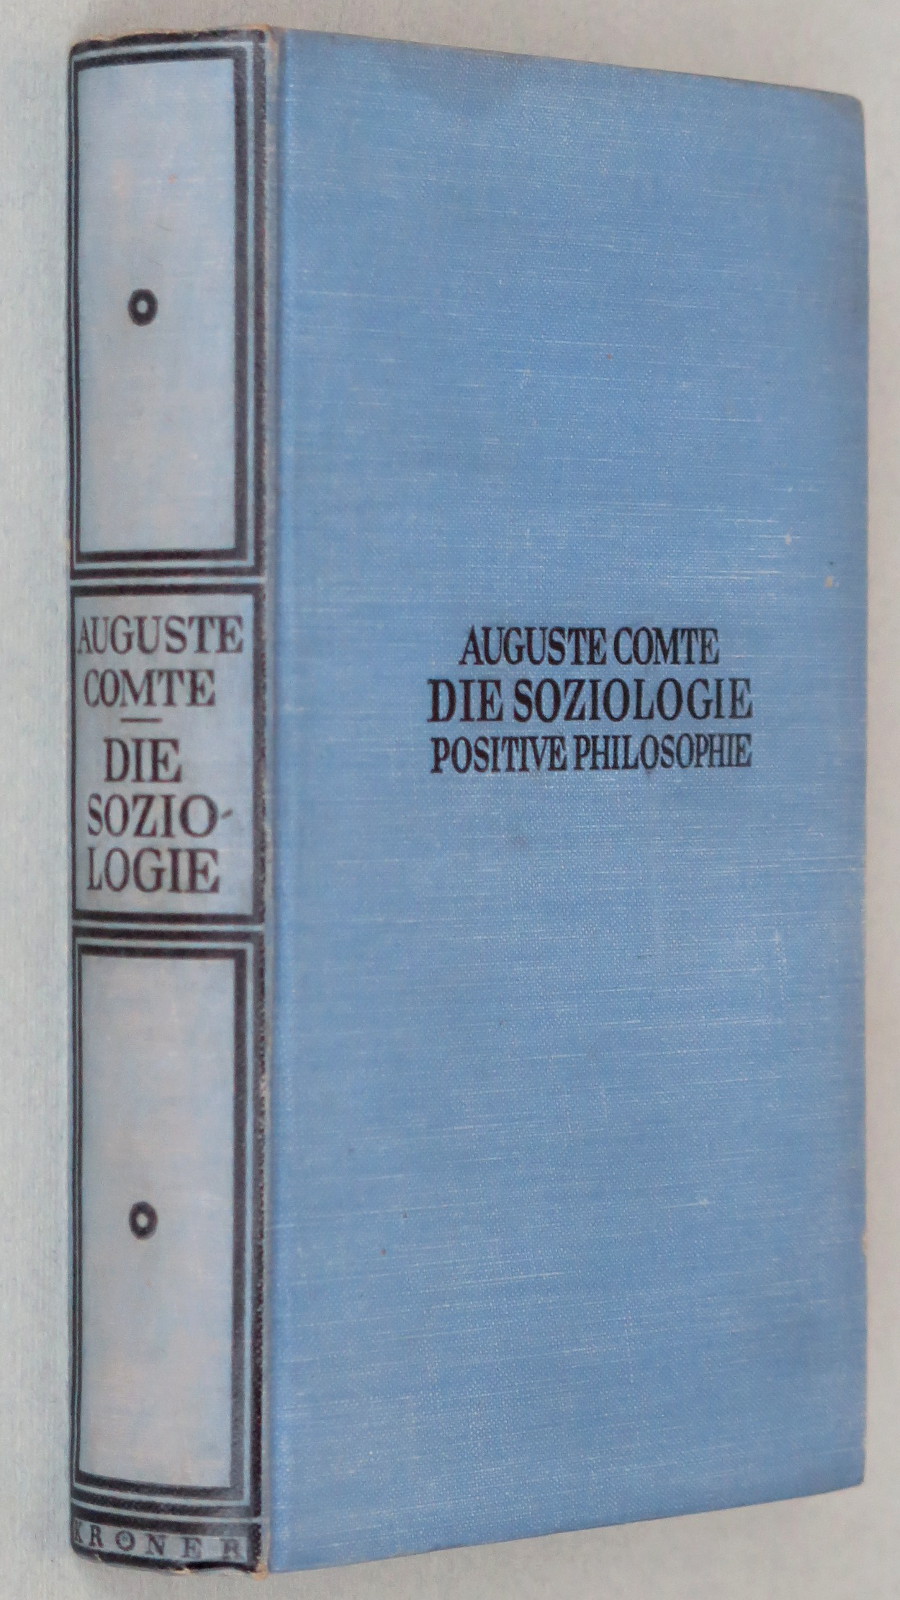 AUGUSTE
COMTE
DIE
SOZIO-
LOGIE
KRÖNER
AUGUSTE COMTE
DIE SOZIOLOGIE
POSITIVE PHILOSOPHIE